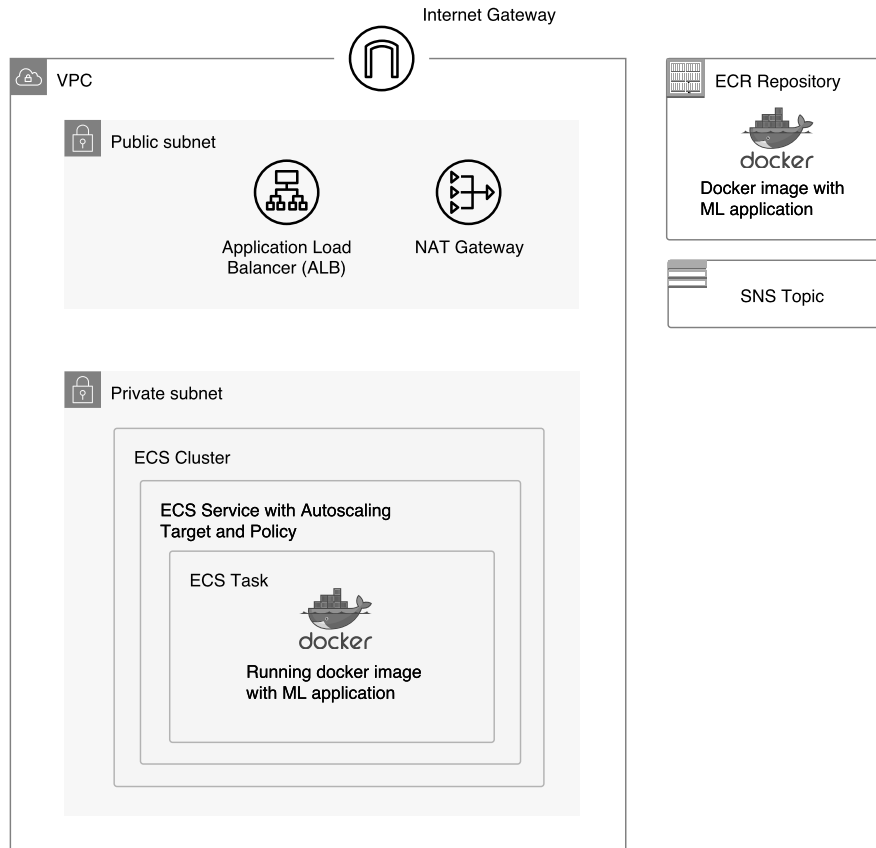 Internet Gateway
VPC
Public subnet
Application Load
Balancer (ALB)
NAT Gateway
Private subnet
ECS Cluster
ECS Service with Autoscaling
Target and Policy
ECS Task
docker
Running docker image
with ML application
ECR Repository
docker
Docker image with
ML application
SNS Topic